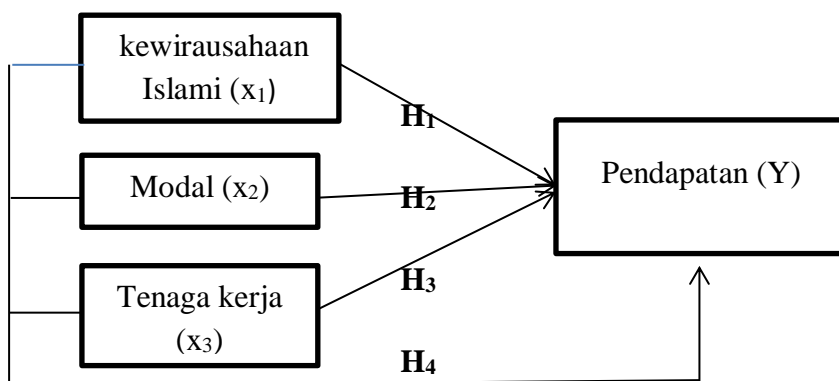 kewirausahaan
Islami (x₁)
H₁
Modal (x₂)
H₂
Pendapatan (Y)
Tenaga kerja
(x₃)
H₃
H₄